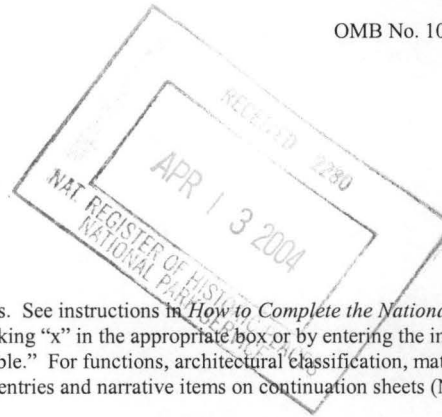 OMB No. 10
RECEIVED 2280
APR 13 2004
NAT. REGISTER OF HISTORIC PLACES
NATIONAL PARK SERVICE
s. See instructions in How to Complete the Nationa
king “x” in the appropriate box or by entering the in
ble.” For functions, architectural classification, mat
entries and narrative items on continuation sheets (N